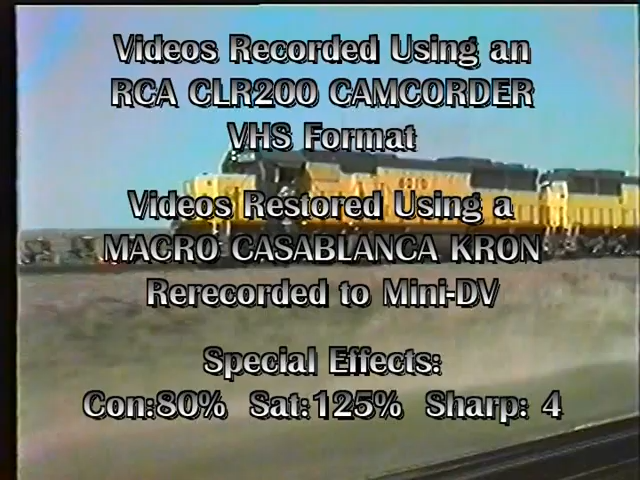 Videos Recorded Using an
RCA CLR200 CAMCORDER
VHS Format
Videos Restored Using a
MACRO CASABLANCA KRON
Rerecorded to Mini-DV
Special Effects:
Con:80% Sat:125% Sharp: 4